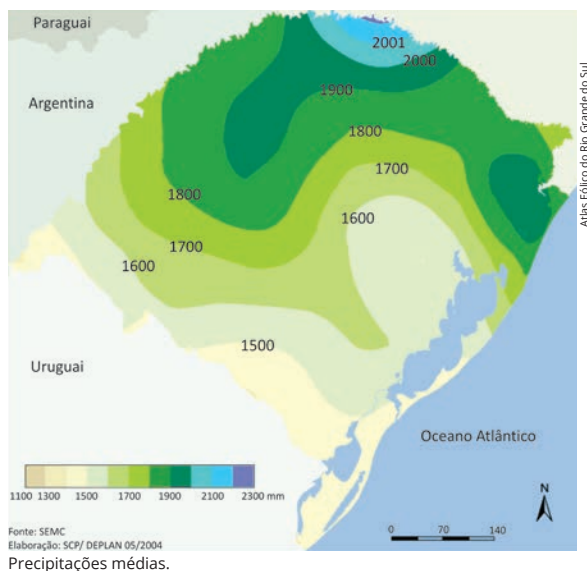 Paraguai
Argentina
2001
2000
1900
1800
1700
1600
1800
1700
1600
1500
Uruguai
Oceano Atlântico
1100 1300 1500 1700 1900 2100 2300 mm
N
0 70 140
Fonte: SEMC
Elaboração: SCP/ DEPLAN 05/2004
Atlas Eólico do Rio Grande do Sul
Precipitações médias.